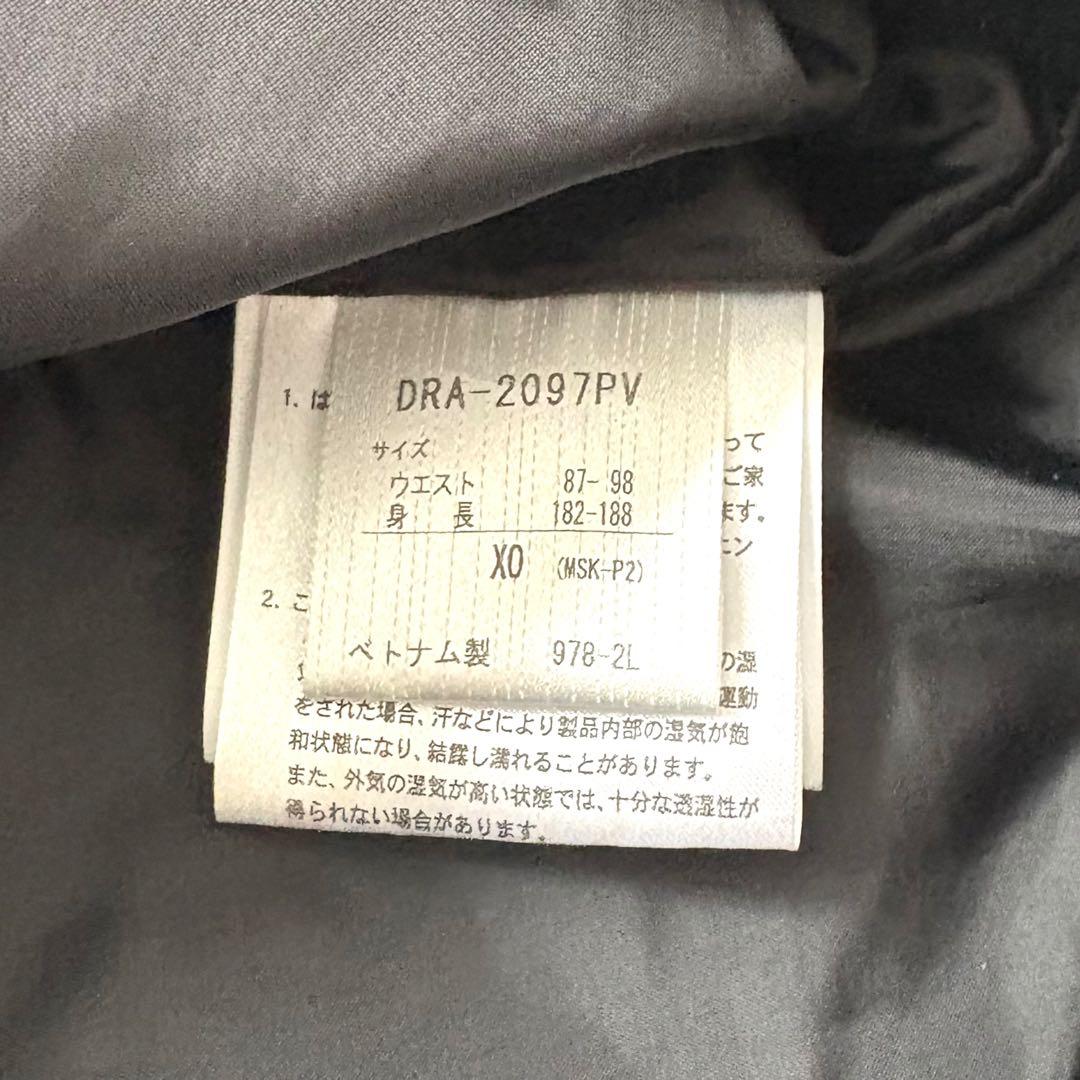 DRA-2097PV
サイズ
ウエスト 87-98
身長 182-188
XO (MSK-P2)
ベトナム製 978-2L
1. は
って
ご家
ます。
ニン
2. こ
の湿
運動
をされた場合、汗などにより製品内部の湿気が飽
和状態になり、結露し濡れることがあります。
また、外気の湿気が高い状態では、十分な透湿性が
得られない場合があります。